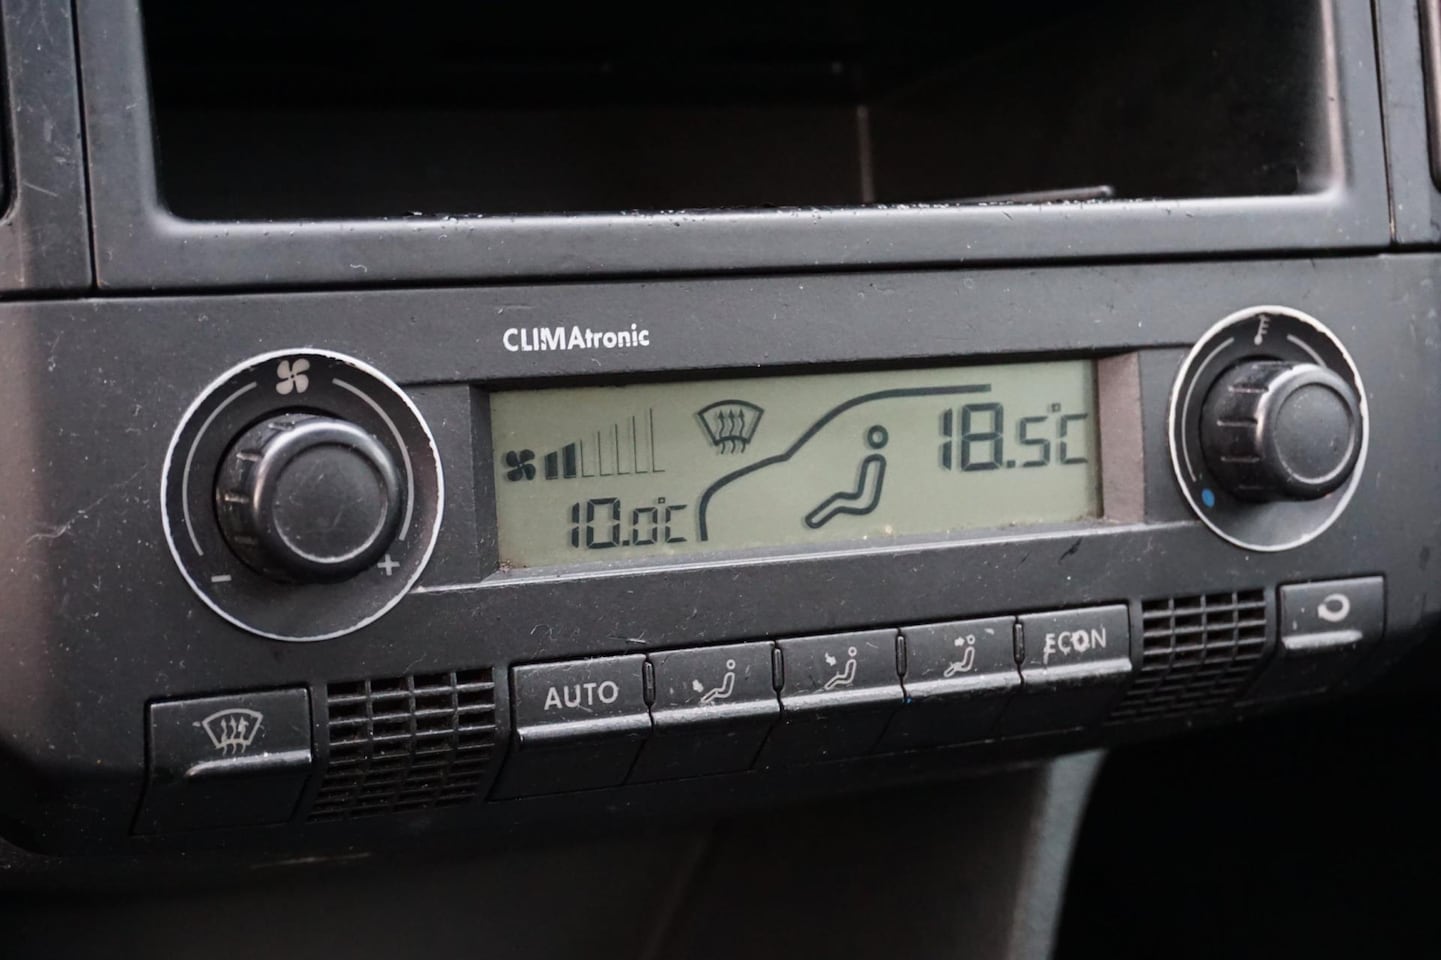 CLIMAtronic
18.5°C
10.0°C
- +
AUTO
ECON